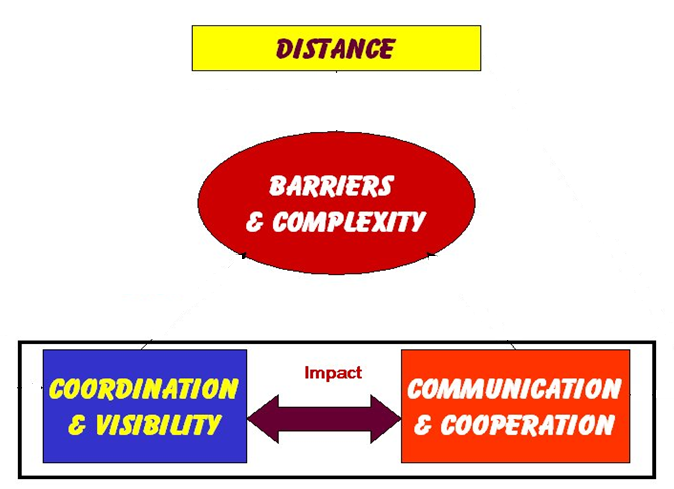 DISTANCE
BARRIERS
& COMPLEXITY
Impact
COORDINATION
& VISIBILITY
COMMUNICATION
& COOPERATION